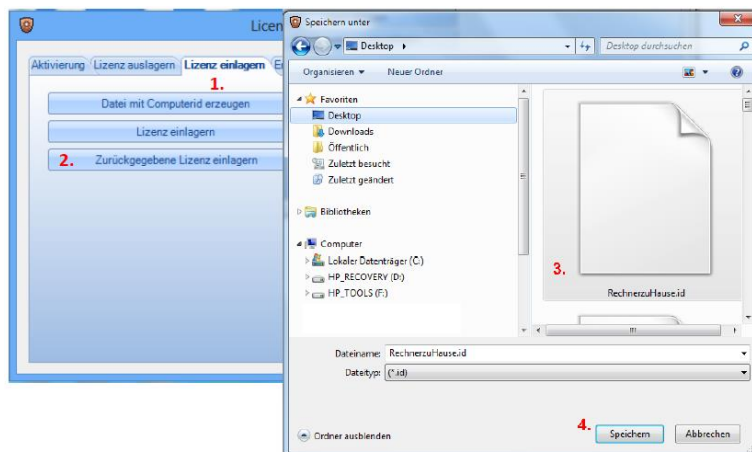 Licen
Aktivierung Lizenz auslagern Lizenz einlagern
1.
Datei mit Computerid erzeugen
Lizenz einlagern
2. Zurückgegebene Lizenz einlagern
Speichern unter
Desktop
Desktop durchsuchen
Organisieren Neuer Ordner
Favoriten
Desktop
Downloads
Öffentlich
Zuletzt besucht
Zuletzt geändert
Bibliotheken
Computer
Lokaler Datenträger (C:)
HP_RECOVERY (D:)
HP_TOOLS (F:)
3.
RechnerzuHause.id
Dateiname: RechnerzuHause.id
Dateityp: (*.id)
Ordner ausblenden
4. Speichern Abbrechen